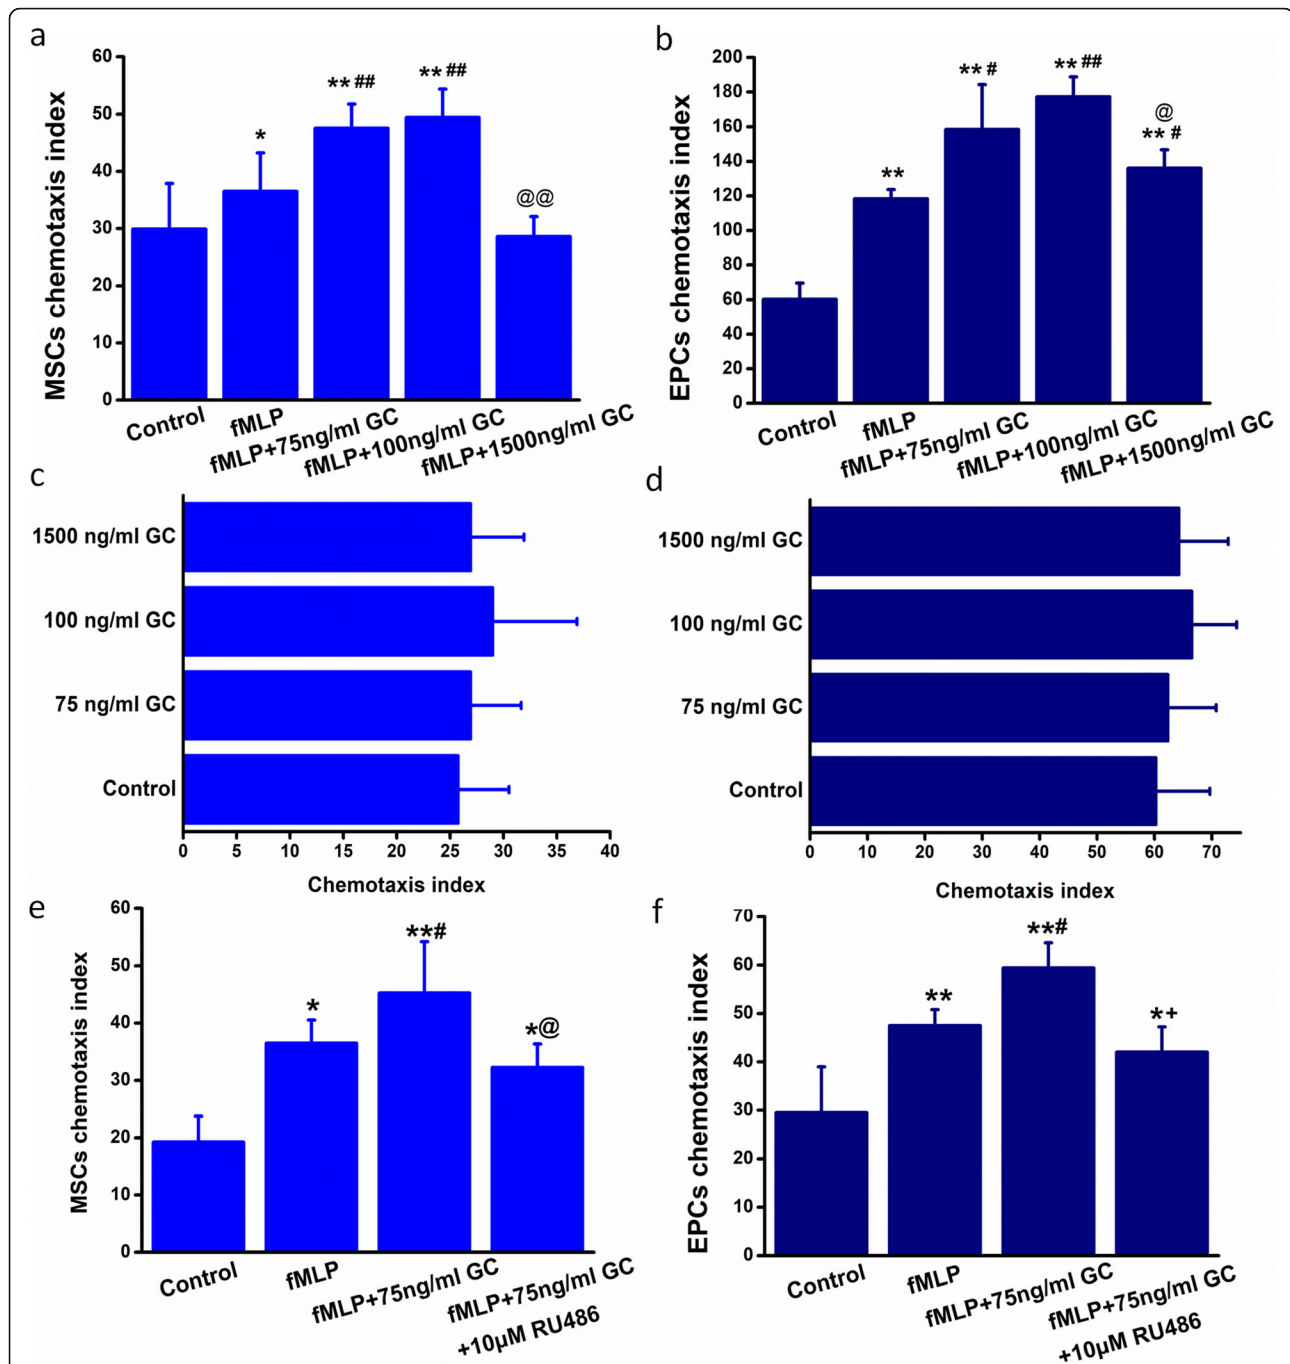 a
MSCs chemotaxis index
60
50
40
30
20
10
0
*
** ##
** ##
@@
Control
fMLP
fMLP+75ng/ml GC
fMLP+100ng/ml GC
fMLP+1500ng/ml GC
b
EPCs chemotaxis index
200
180
160
140
120
100
80
60
40
20
0
**
** #
** ##
@
** #
Control
fMLP
fMLP+75ng/ml GC
fMLP+100ng/ml GC
fMLP+1500ng/ml GC
c
1500 ng/ml GC
100 ng/ml GC
75 ng/ml GC
Control
0 5 10 15 20 25 30 35 40
Chemotaxis index
d
1500 ng/ml GC
100 ng/ml GC
75 ng/ml GC
Control
0 10 20 30 40 50 60 70
Chemotaxis index
e
MSCs chemotaxis index
60
50
40
30
20
10
0
*
**#
*@
Control
fMLP
fMLP+75ng/ml GC
fMLP+75ng/ml GC
+10μM RU486
f
EPCs chemotaxis index
70
60
50
40
30
20
10
0
**
**#
*+
Control
fMLP
fMLP+75ng/ml GC
fMLP+75ng/ml GC
+10μM RU486